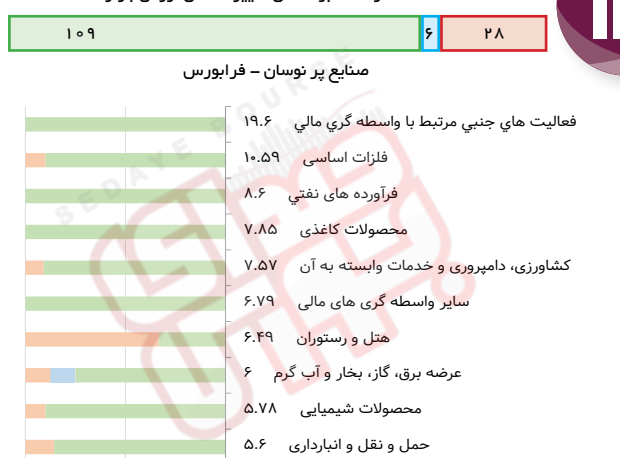 ۱۰۹ ۶ ۲۸
صنایع پر نوسان – فرابورس
فعالیت هاي جنبي مرتبط با واسطه گري مالي ۱۹.۶
فلزات اساسی ۱۰.۵۹
فرآورده های نفتي ۸.۶
محصولات کاغذی ۷.۸۵
کشاورزی، دامپروری و خدمات وابسته به آن ۷.۵۷
سایر واسطه گری های مالی ۶.۷۹
هتل و رستوران ۶.۴۹
عرضه برق، گاز، بخار و آب گرم ۶
محصولات شیمیایی ۵.۷۸
حمل و نقل و انبارداری ۵.۶
SEDAYE BOURSE